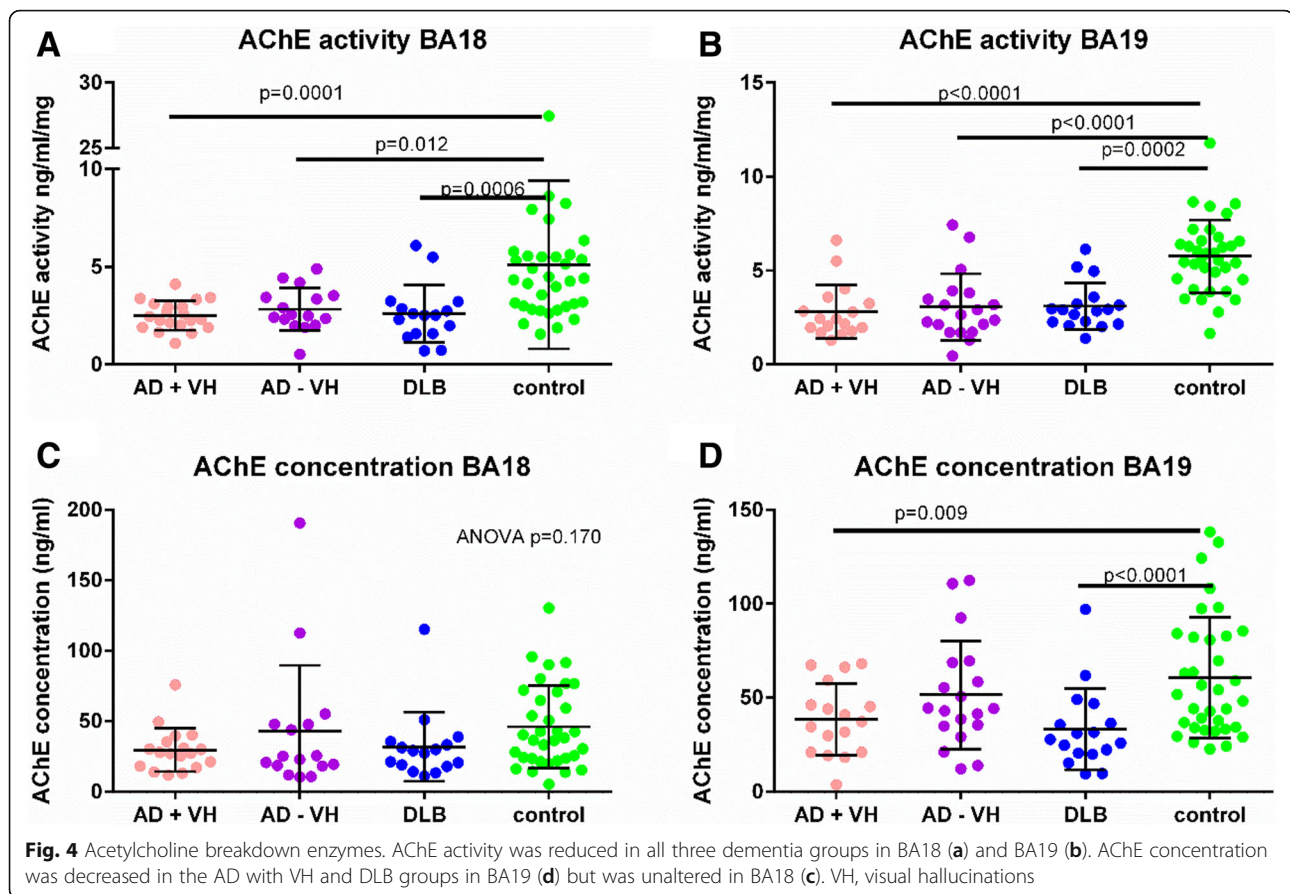 A
AChE activity BA18
AChE activity ng/ml/mg
30
25
10
5
0
p=0.0001
p=0.012
p=0.0006
AD + VH AD - VH DLB control
B
AChE activity BA19
AChE activity ng/ml/mg
15
10
5
0
p<0.0001
p<0.0001
p=0.0002
AD + VH AD - VH DLB control
C
AChE concentration BA18
AChE concentration (ng/ml)
200
150
100
50
0
ANOVA p=0.170
AD + VH AD - VH DLB control
D
AChE concentration BA19
AChE concentration (ng/ml)
150
100
50
0
p=0.009
p<0.0001
AD + VH AD - VH DLB control
Fig. 4 Acetylcholine breakdown enzymes. AChE activity was reduced in all three dementia groups in BA18 (a) and BA19 (b). AChE concentration
was decreased in the AD with VH and DLB groups in BA19 (d) but was unaltered in BA18 (c). VH, visual hallucinations